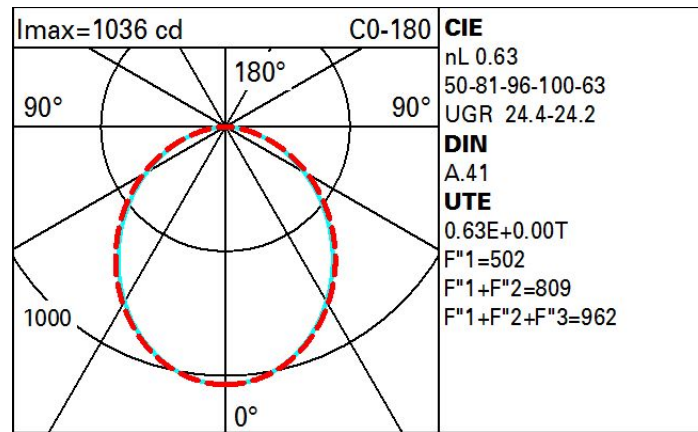 Imax=1036 cd
C0-180
180°
90°
90°
1000
0°
CIE
nL 0.63
50-81-96-100-63
UGR 24.4-24.2
DIN
A.41
UTE
0.63E+0.00T
F"1=502
F"1+F"2=809
F"1+F"2+F"3=962